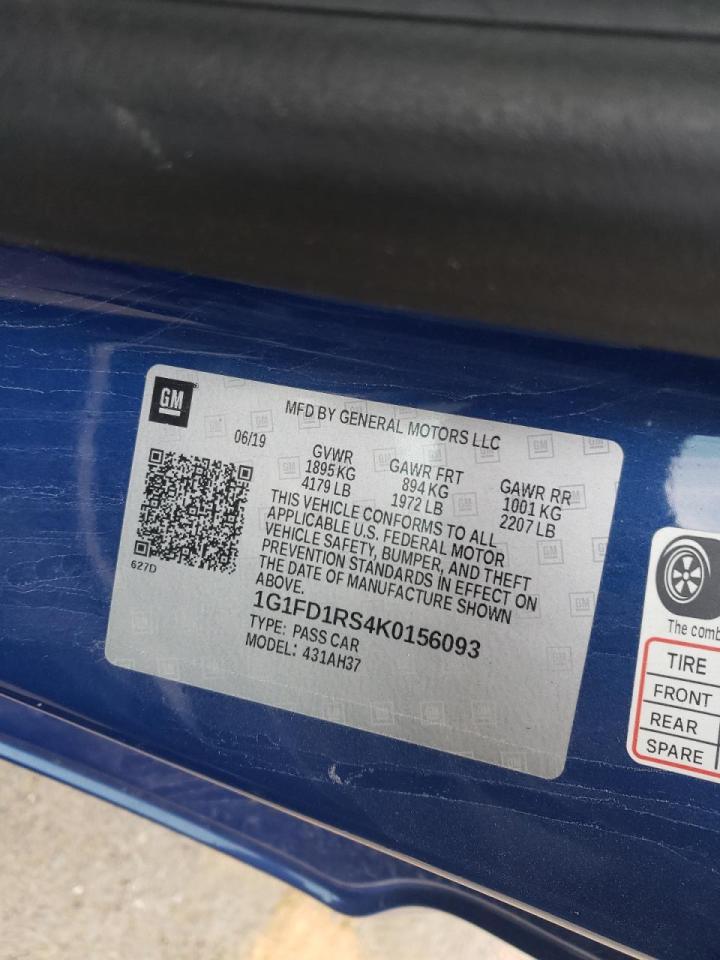 GM
MFD BY GENERAL MOTORS LLC
06/19
GVWR
1895 KG
4179 LB
GAWR FRT
894 KG
1972 LB
GAWR RR
1001 KG
2207 LB
627D
THIS VEHICLE CONFORMS TO ALL
APPLICABLE U.S. FEDERAL MOTOR
VEHICLE SAFETY, BUMPER, AND THEFT
PREVENTION STANDARDS IN EFFECT ON
THE DATE OF MANUFACTURE SHOWN
ABOVE.
1G1FD1RS4K0156093
TYPE: PASS CAR
MODEL: 431AH37
The comb
TIRE
FRONT
REAR
SPARE